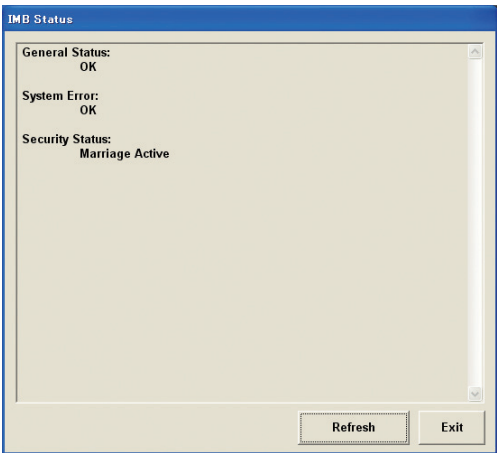 IMB Status
General Status:
OK
System Error:
OK
Security Status:
Marriage Active
Refresh
Exit